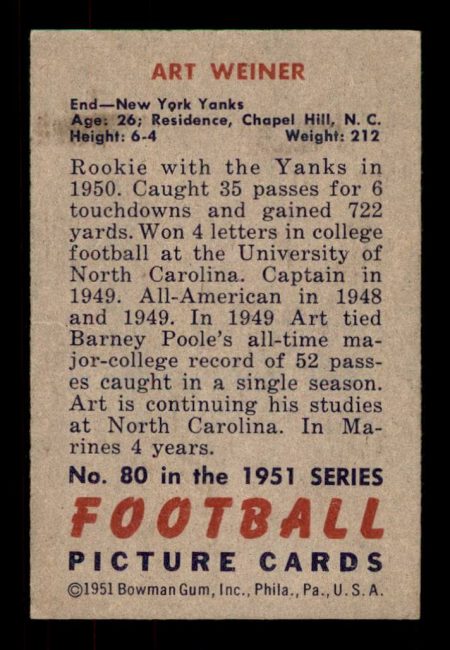 ART WEINER
End—New York Yanks
Age: 26; Residence, Chapel Hill, N. C.
Height: 6-4 Weight: 212
Rookie with the Yanks in
1950. Caught 35 passes for 6
touchdowns and gained 722
yards. Won 4 letters in college
football at the University of
North Carolina. Captain in
1949. All-American in 1948
and 1949. In 1949 Art tied
Barney Poole's all-time ma-
jor-college record of 52 pass-
es caught in a single season.
Art is continuing his studies
at North Carolina. In Ma-
rines 4 years.
No. 80 in the 1951 SERIES
FOOTBALL
PICTURE CARDS
©1951 Bowman Gum, Inc., Phila., Pa., U. S. A.